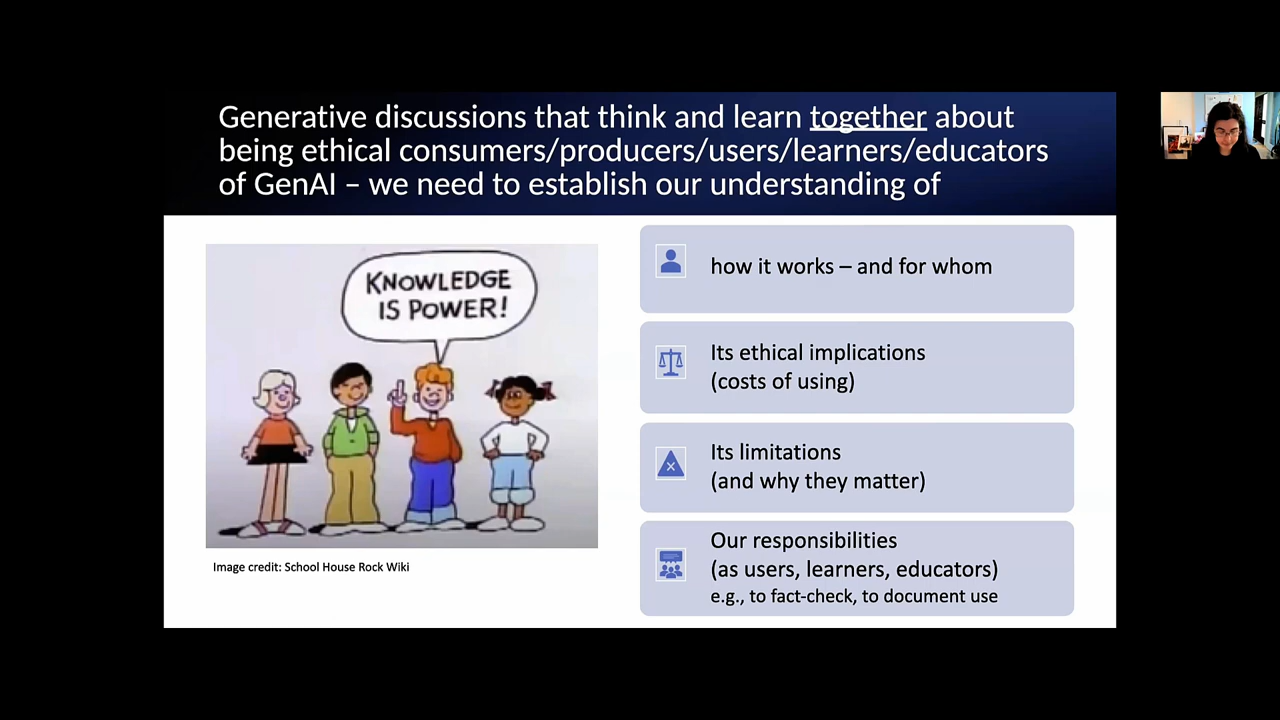 Generative discussions that think and learn together about
being ethical consumers/producers/users/learners/educators
of GenAI – we need to establish our understanding of
KNOWLEDGE
IS POWER!
Image credit: School House Rock Wiki
how it works – and for whom
Its ethical implications
(costs of using)
Its limitations
(and why they matter)
Our responsibilities
(as users, learners, educators)
e.g., to fact-check, to document use